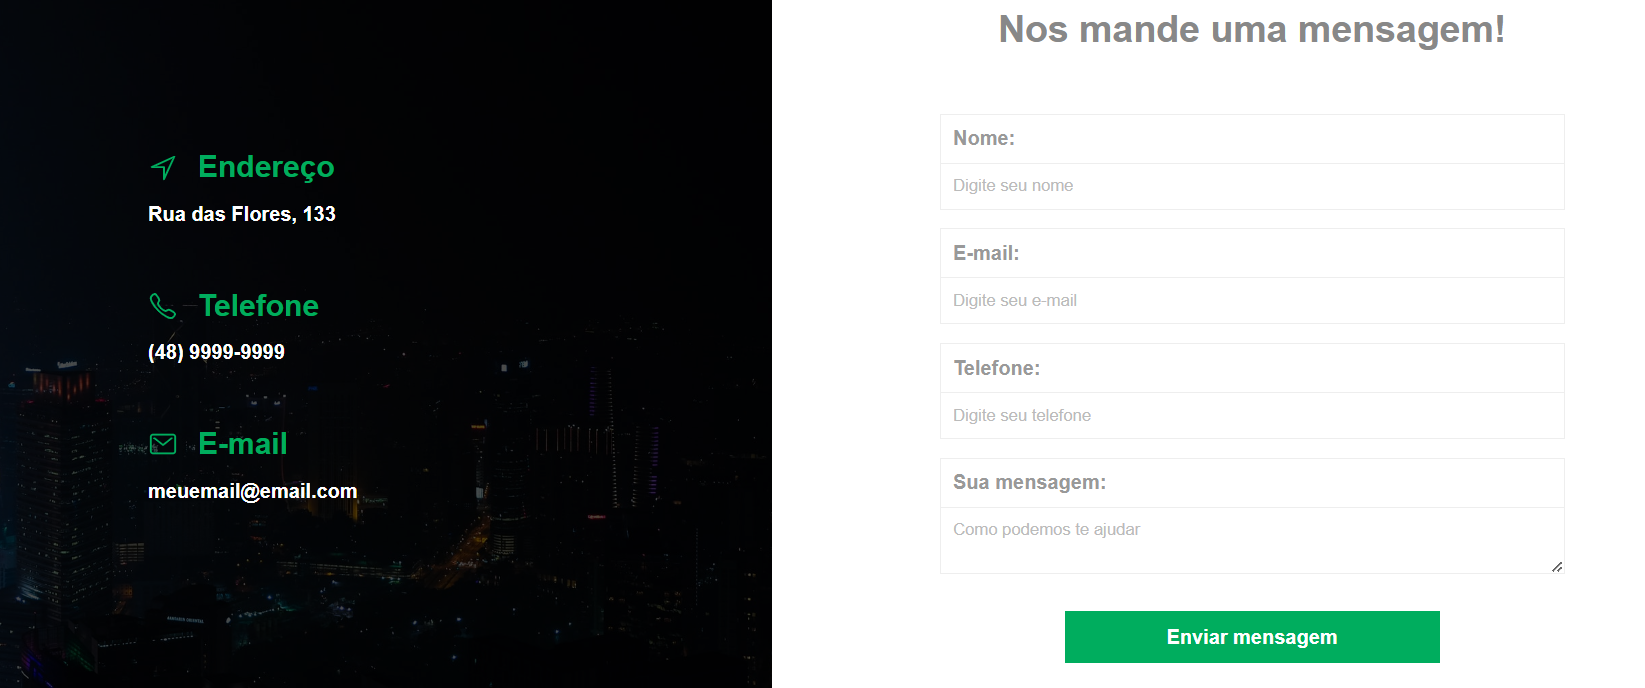 Endereço
Rua das Flores, 133
Telefone
(48) 9999-9999
E-mail
meuemail@email.com
Nos mande uma mensagem!
Nome:
Digite seu nome
E-mail:
Digite seu e-mail
Telefone:
Digite seu telefone
Sua mensagem:
Como podemos te ajudar
Enviar mensagem